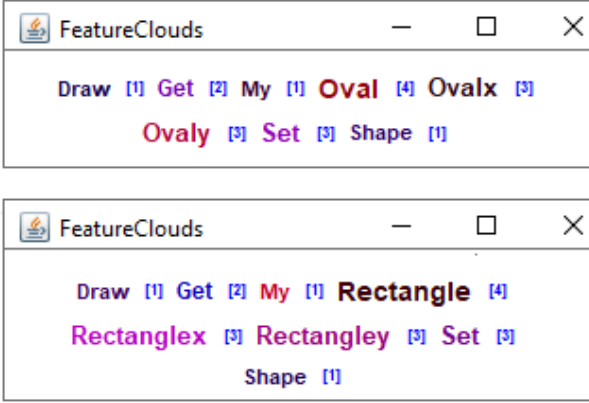 FeatureClouds
Draw [1] Get [2] My [1] Oval [4] Ovalx [3]
Ovaly [3] Set [3] Shape [1]
FeatureClouds
Draw [1] Get [2] My [1] Rectangle [4]
Rectanglex [3] Rectangley [3] Set [3]
Shape [1]